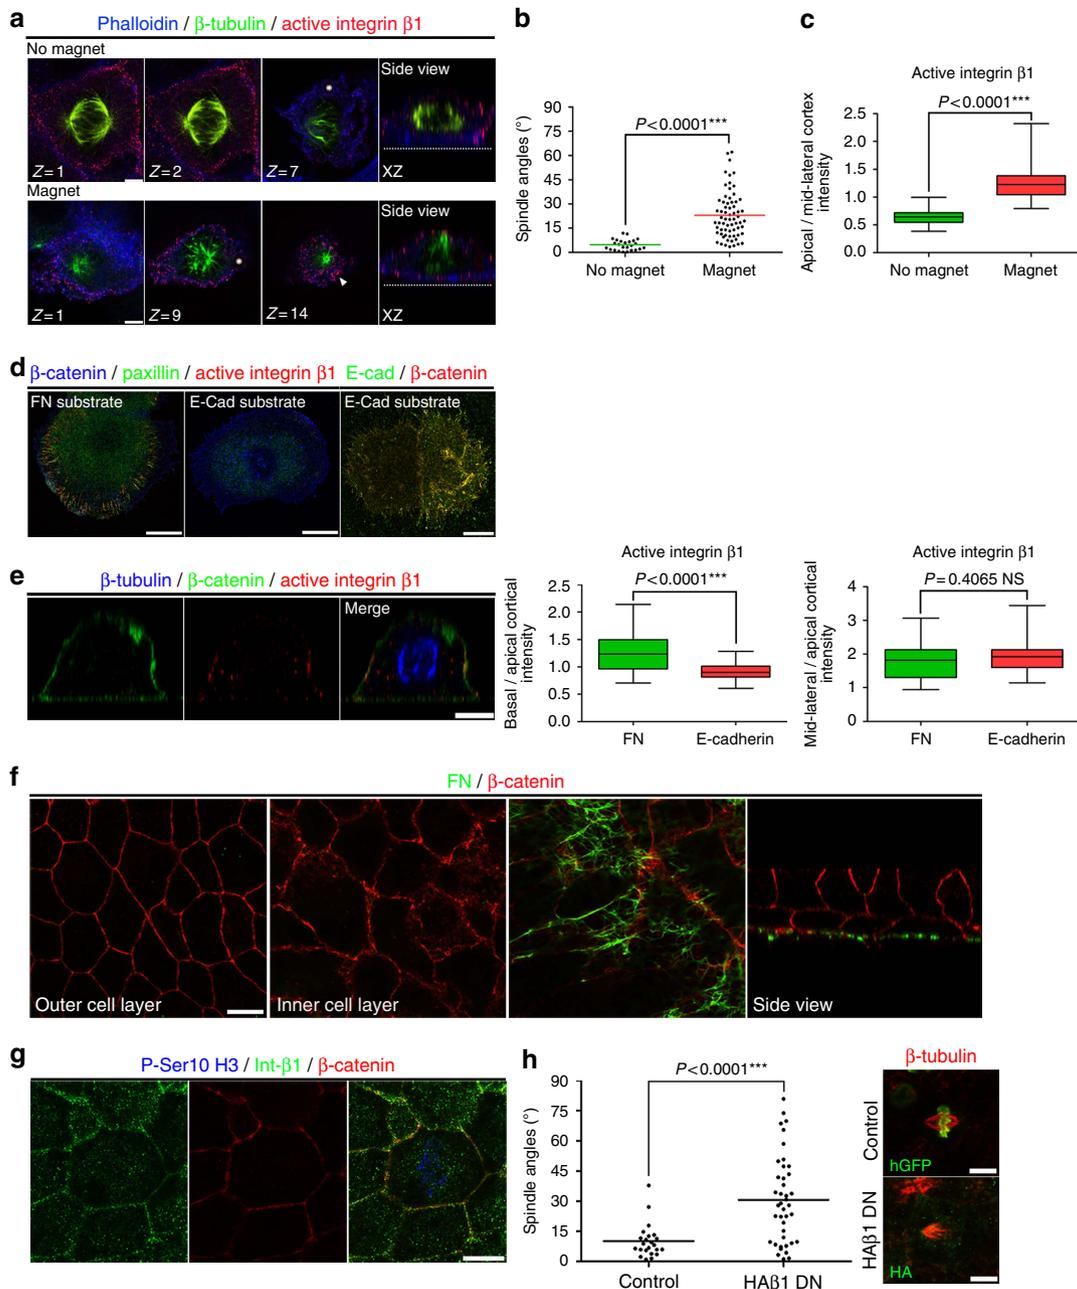 a
Phalloidin / β-tubulin / active integrin β1
No magnet
Side view
Z=1
Z=2
Z=7
XZ
Magnet
Side view
Z=1
Z=9
Z=14
XZ
b
P<0.0001***
Spindle angles (°)
90
75
60
45
30
15
0
No magnet
Magnet
c
Active integrin β1
P<0.0001***
Apical / mid-lateral cortex
intensity
2.5
2.0
1.5
1.0
0.5
0.0
No magnet
Magnet
d
β-catenin / paxillin / active integrin β1
E-cad / β-catenin
FN substrate
E-Cad substrate
E-Cad substrate
e
β-tubulin / β-catenin / active integrin β1
Merge
Active integrin β1
P<0.0001***
Basal / apical cortical
intensity
2.5
2.0
1.5
1.0
0.5
0.0
FN
E-cadherin
Active integrin β1
P=0.4065 NS
Mid-lateral / apical cortical
intensity
4
3
2
1
0
FN
E-cadherin
f
FN / β-catenin
Outer cell layer
Inner cell layer
Side view
g
P-Ser10 H3 / Int-β1 / β-catenin
h
P<0.0001***
Spindle angles (°)
90
75
60
45
30
15
0
Control
HAβ1 DN
β-tubulin
Control
hGFP
HAβ1 DN
HA